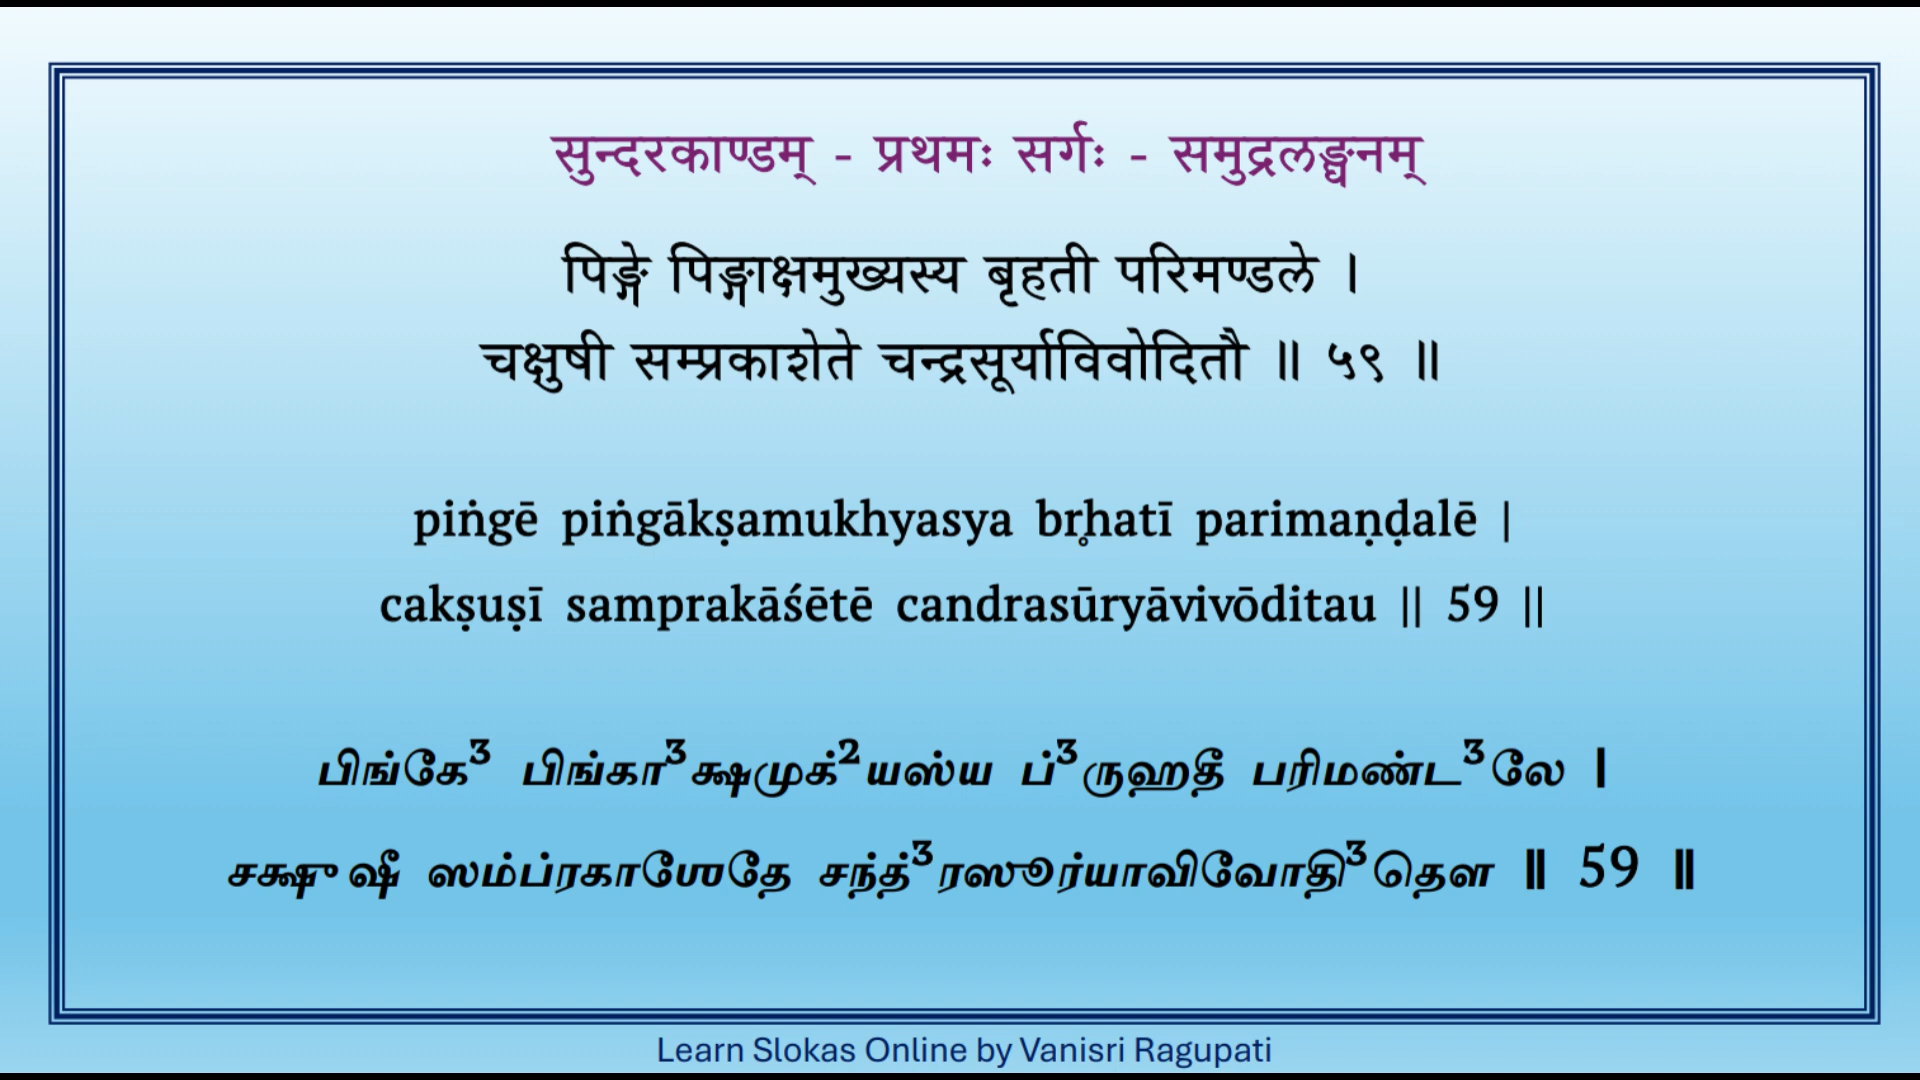 सुन्दरकाण्डम् - प्रथमः सर्गः - समुद्रलङ्घनम्
पिङ्गे पिङ्गाक्षमुख्यस्य बृहती परिमण्डले ।
चक्षुषी सम्प्रकाशेते चन्द्रसूर्याविवोदितौ ॥ ५९ ॥
piṅgē piṅgākṣamukhyasya br̥hatī parimaṇḍalē |
cakṣuṣī samprakāśētē candrasūryāvivōditau || 59 ||
பிங்கே³ பிங்கா³க்ஷமுக்²யஸ்ய ப்³ருஹதீ பரிமண்ட³லே ।
சக்ஷுஷீ ஸம்ப்ரகாஶேதே சந்த்³ரஸூர்யாவிவோதி³தௌ ॥ 59 ॥
Learn Slokas Online by Vanisri Ragupati